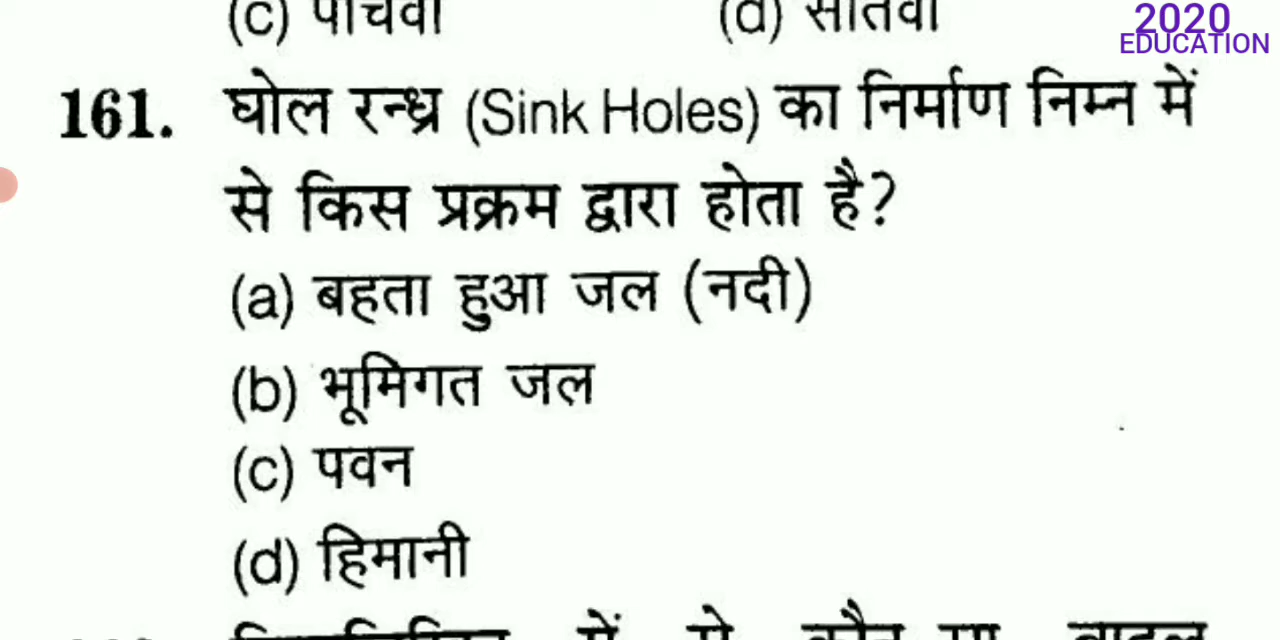 (c) पांचवां (d) सातवां
2020
EDUCATION
161. घोल रन्ध्र (Sink Holes) का निर्माण निम्न में
से किस प्रक्रम द्वारा होता है?
(a) बहता हुआ जल (नदी)
(b) भूमिगत जल
(c) पवन
(d) हिमानी
में से कौन सा